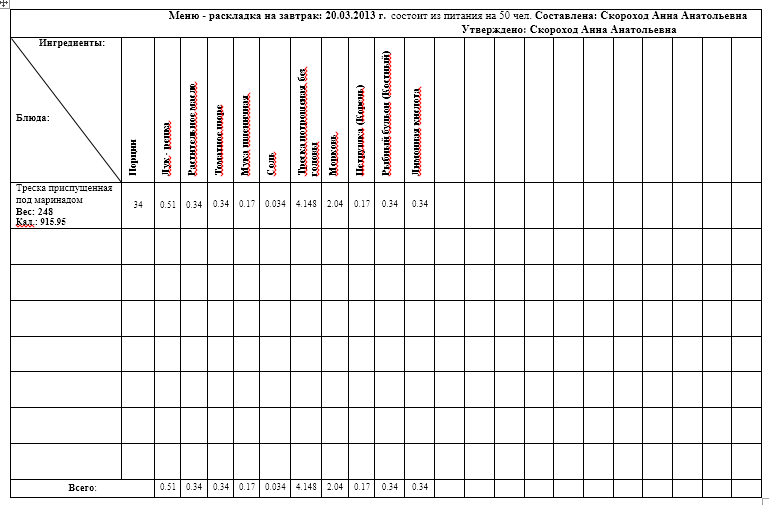 Меню - раскладка на завтрак: 20.03.2013 г. состоит из питания на 50 чел. Составлена: Скороход Анна Анатольевна
Утверждено: Скороход Анна Анатольевна
Ингредиенты:
Блюда:
Порции
Лук - репка
Растительное масло
Томатное пюре
Мука пшеничная
Соль
Треска потрошеная без
головы
Морковь
Петрушка (Корень)
Рыбный бульон (Костный)
Лимонная кислота
Треска приспущенная
под маринадом
Вес: 248
Кал.: 915.95
34 0.51 0.34 0.34 0.17 0.034 4.148 2.04 0.17 0.34 0.34
Всего: 0.51 0.34 0.34 0.17 0.034 4.148 2.04 0.17 0.34 0.34